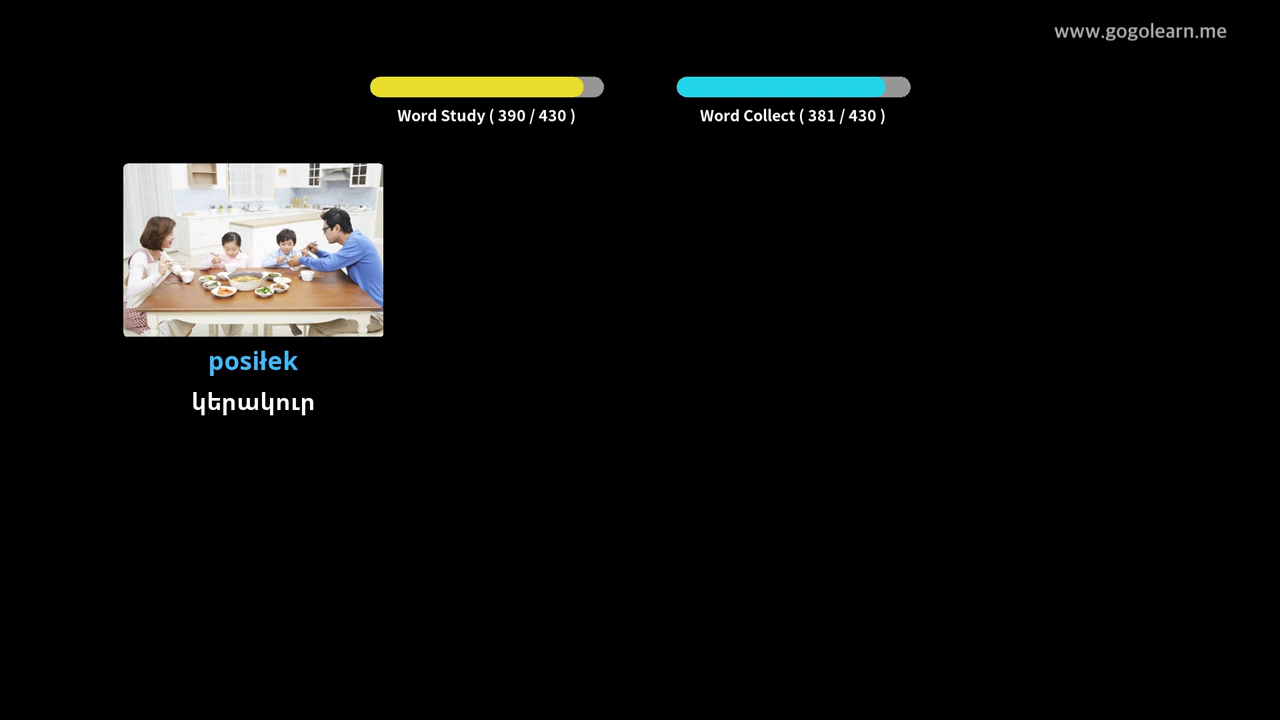 www.gogolearn.me
Word Study ( 390 / 430 )
Word Collect ( 381 / 430 )
posiłek
կերակուր